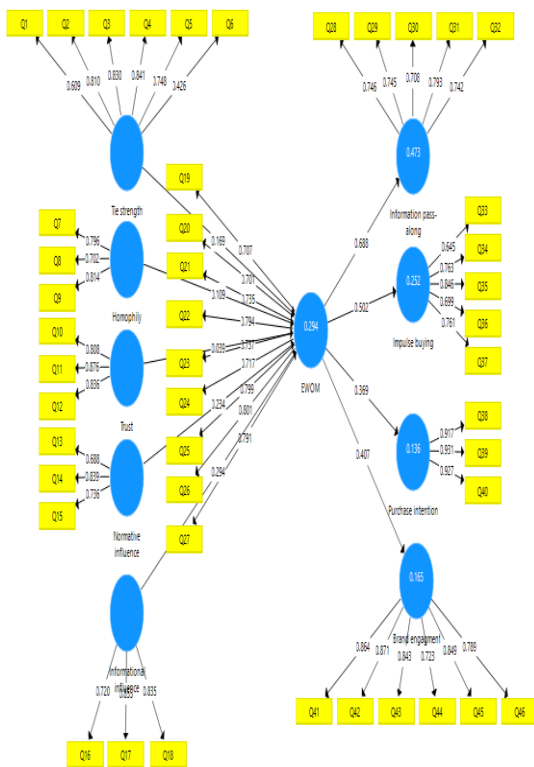 Q1 Q2 Q3 Q4 Q5 Q6
0.609 0.810 0.830 0.841 0.748 0.426
Tie strength
Q7
Q8
Q9
0.796
0.702
0.814
Homophily
Q10
Q11
Q12
0.808
0.876
0.836
Trust
Q13
Q14
Q15
0.688
0.839
0.736
Normative
influence
Informational
influence
0.720 0.835
Q16 Q17 Q18
Q19
Q20
Q21
Q22
Q23
Q24
Q25
Q26
Q27
0.169
0.109
0.234
0.294
0.707
0.701
0.735
0.794
0.717
0.799
0.801
0.791
0.294
EWOM
0.688
0.502
0.369
0.407
Q28 Q29 Q30 Q31 Q32
0.746 0.745 0.708 0.793 0.742
0.473
Information pass-
along
Q33
Q34
Q35
Q36
Q37
0.645
0.763
0.846
0.699
0.761
0.252
Impulse buying
Q38
Q39
Q40
0.917
0.931
0.927
0.136
Purchase intention
0.165
Brand engagment
0.864 0.871 0.843 0.723 0.849 0.789
Q41 Q42 Q43 Q44 Q45 Q46